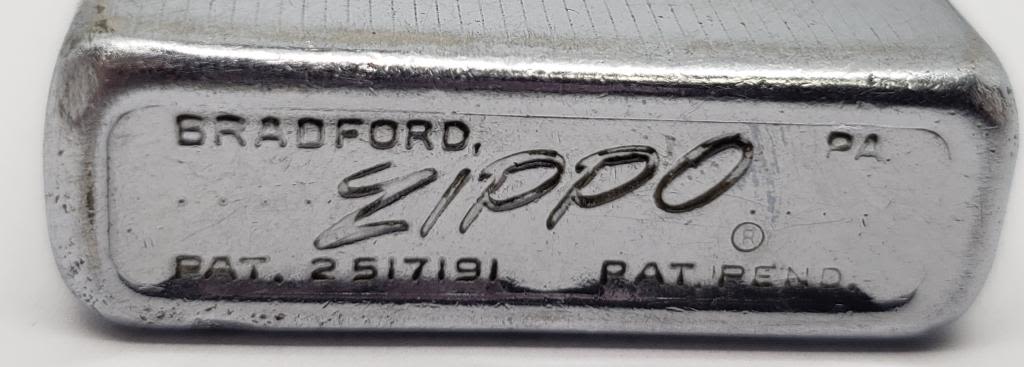 BRADFORD, PA
ZIPPO
®
PAT. 2517191 PAT. PEND.